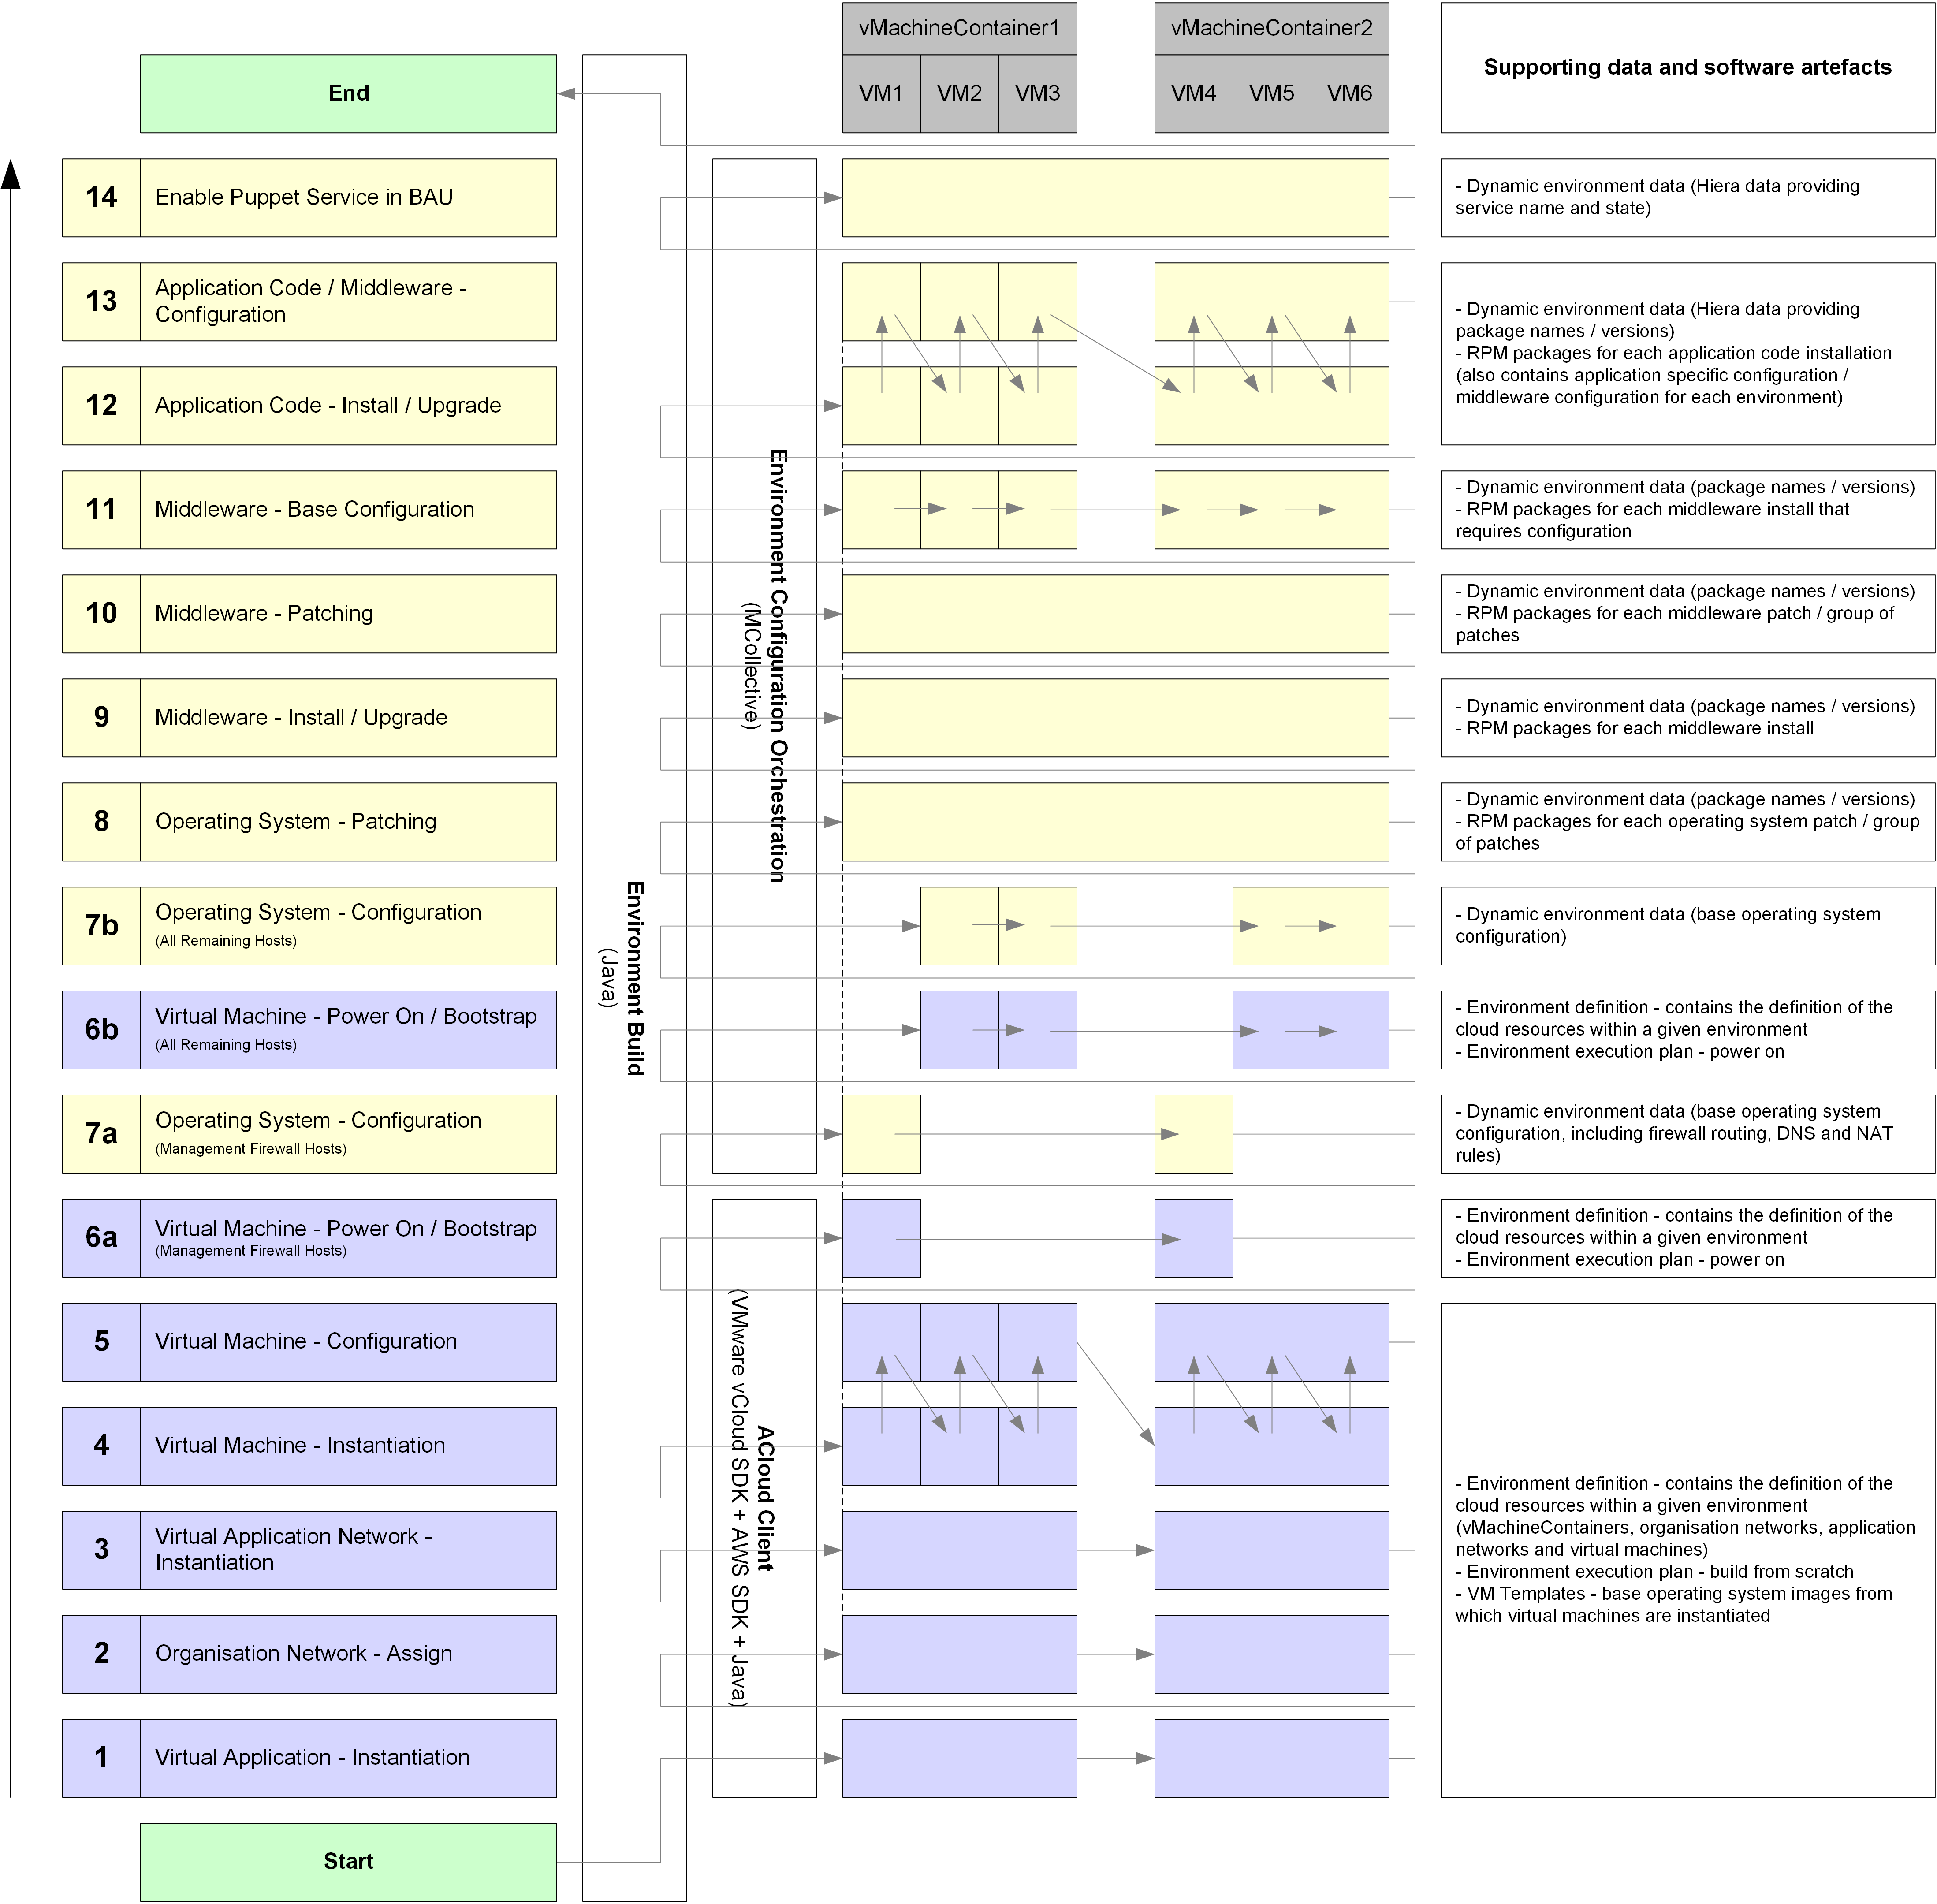 vMachineContainer1
vMachineContainer2
Supporting data and software artefacts
End
VM1
VM2
VM3
VM4
VM5
VM6
14
Enable Puppet Service in BAU
- Dynamic environment data (Hiera data providing
service name and state)
13
Application Code / Middleware -
Configuration
- Dynamic environment data (Hiera data providing
package names / versions)
- RPM packages for each application code installation
(also contains application specific configuration /
middleware configuration for each environment)
12
Application Code - Install / Upgrade
11
Middleware - Base Configuration
- Dynamic environment data (package names / versions)
- RPM packages for each middleware install that
requires configuration
10
Middleware - Patching
- Dynamic environment data (package names / versions)
- RPM packages for each middleware patch / group of
patches
9
Middleware - Install / Upgrade
- Dynamic environment data (package names / versions)
- RPM packages for each middleware install
8
Operating System - Patching
- Dynamic environment data (package names / versions)
- RPM packages for each operating system patch / group
of patches
7b
Operating System - Configuration
(All Remaining Hosts)
- Dynamic environment data (base operating system
configuration)
6b
Virtual Machine - Power On / Bootstrap
(All Remaining Hosts)
- Environment definition - contains the definition of the
cloud resources within a given environment
- Environment execution plan - power on
7a
Operating System - Configuration
(Management Firewall Hosts)
- Dynamic environment data (base operating system
configuration, including firewall routing, DNS and NAT
rules)
6a
Virtual Machine - Power On / Bootstrap
(Management Firewall Hosts)
- Environment definition - contains the definition of the
cloud resources within a given environment
- Environment execution plan - power on
5
Virtual Machine - Configuration
4
Virtual Machine - Instantiation
3
Virtual Application Network -
Instantiation
- Environment definition - contains the definition of the
cloud resources within a given environment
(vMachineContainers, organisation networks, application
networks and virtual machines)
- Environment execution plan - build from scratch
- VM Templates - base operating system images from
which virtual machines are instantiated
2
Organisation Network - Assign
1
Virtual Application - Instantiation
Start
Environment Build
(Java)
Environment Configuration Orchestration
(MCollective)
ACloud Client
(VMware vCloud SDK + AWS SDK + Java)